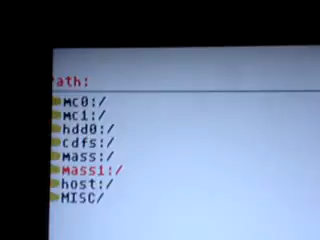 ath:
mc0:/
mc1:/
hdd0:/
cdfs:/
mass:/
mass1:/
host:/
MISC/